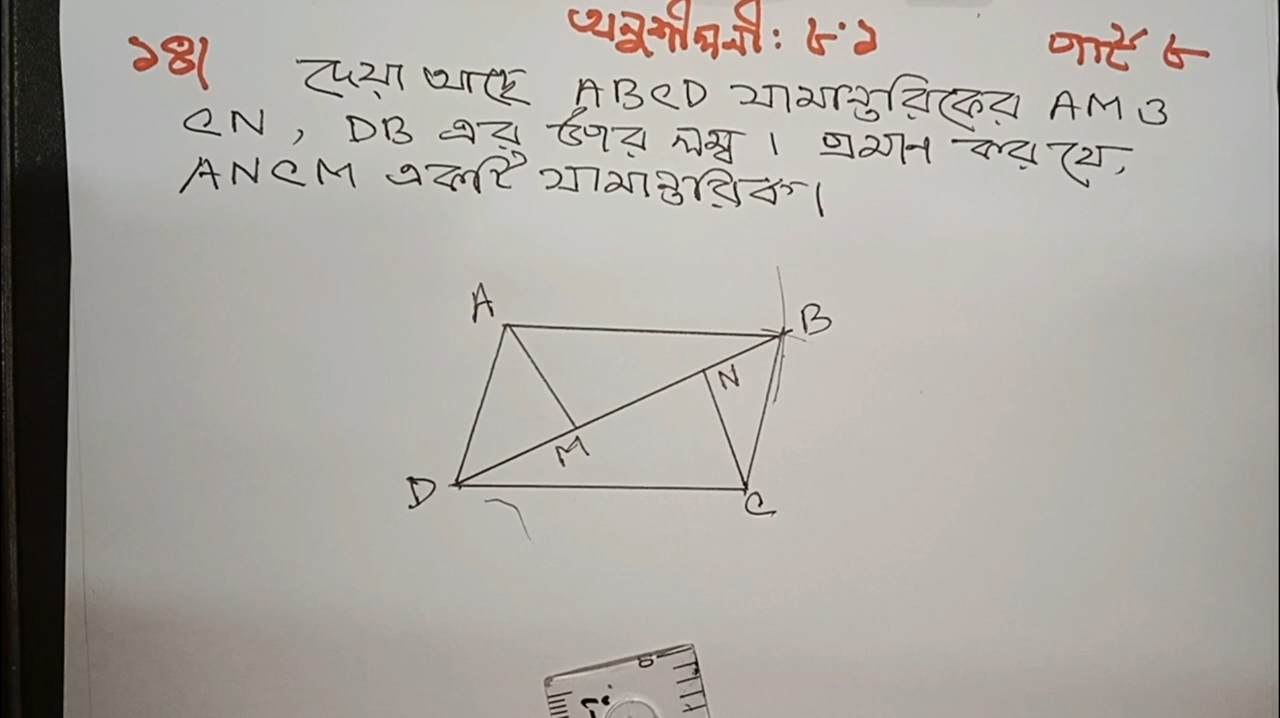 অনুশীলনী: ৮.১ পার্ট ৮
১৪। দেয়া আছে ABCD সামান্তরিকের AM ও
CN, DB এর উপর লম্ব। প্রমাণ কর যে,
ANCM একটি সামান্তরিক।
A B
N
M
D C